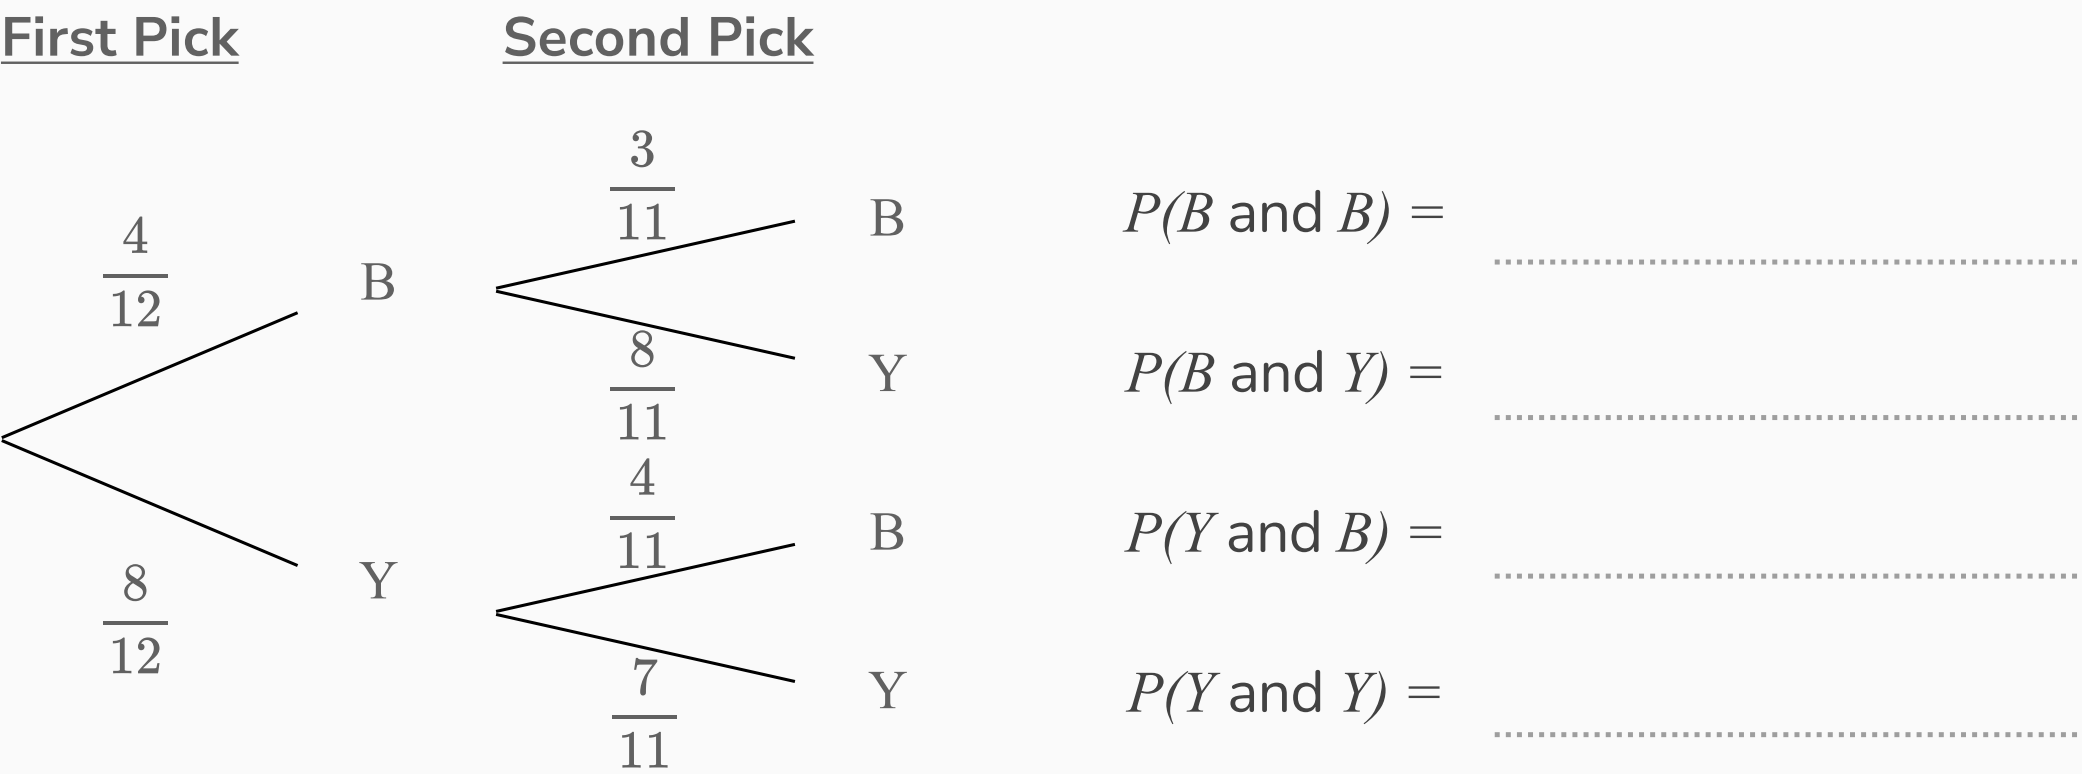 First Pick Second Pick
3
11
4
12
B
B
P(B and B) =
8
11
Y
P(B and Y) =
4
11
B
P(Y and B) =
8
12
Y
7
11
Y
P(Y and Y) =